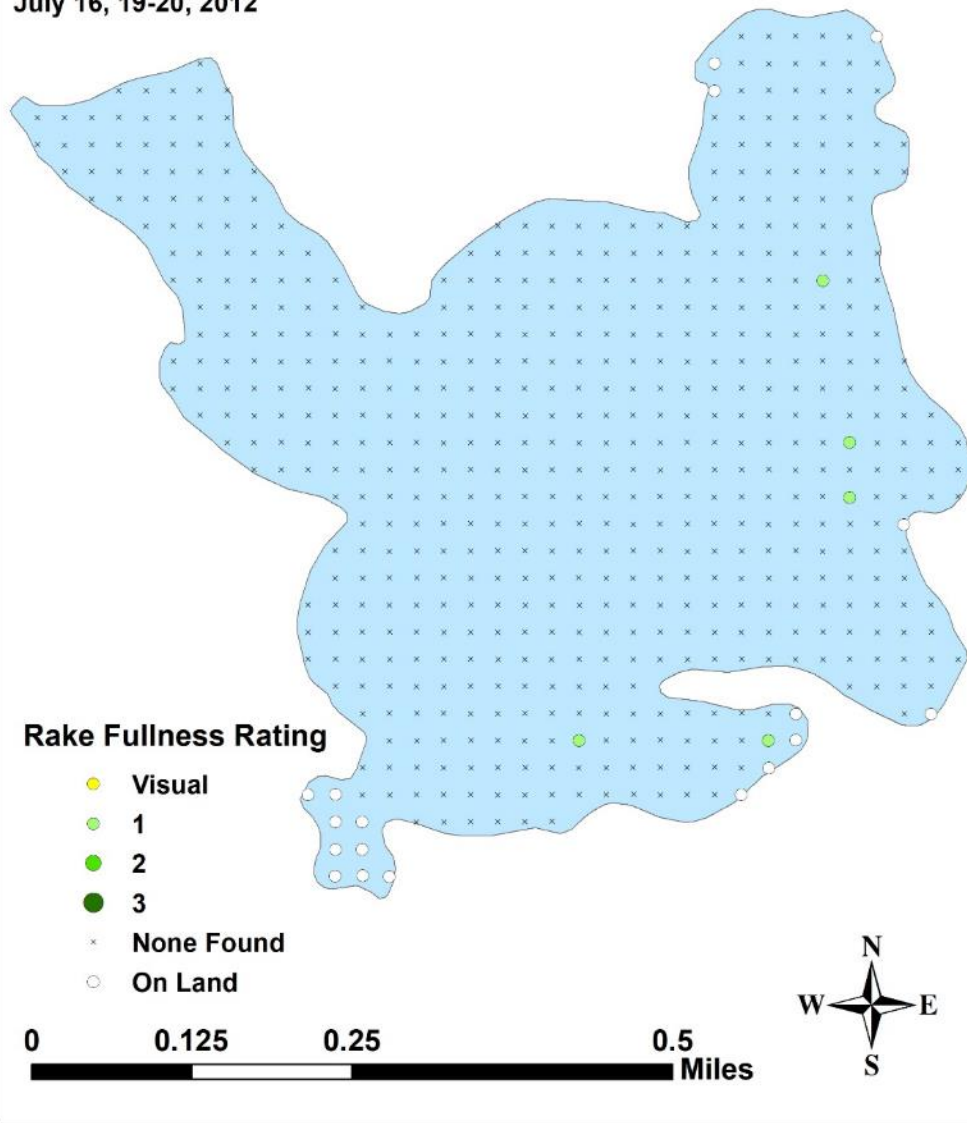 July 16, 19-20, 2012
Rake Fullness Rating
Visual
1
2
3
None Found
On Land
N
W E
S
0 0.125 0.25 0.5
Miles